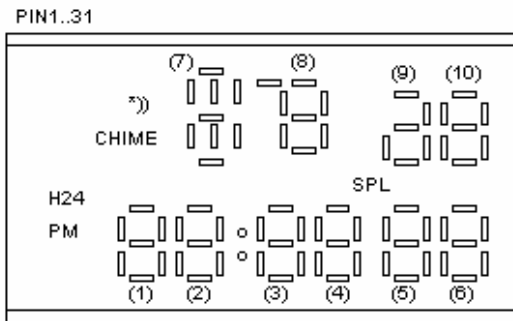 PIN1..31
(7) (8) (9) (10)
*))
CHIME
SPL
H24
PM
(1) (2) (3) (4) (5) (6)